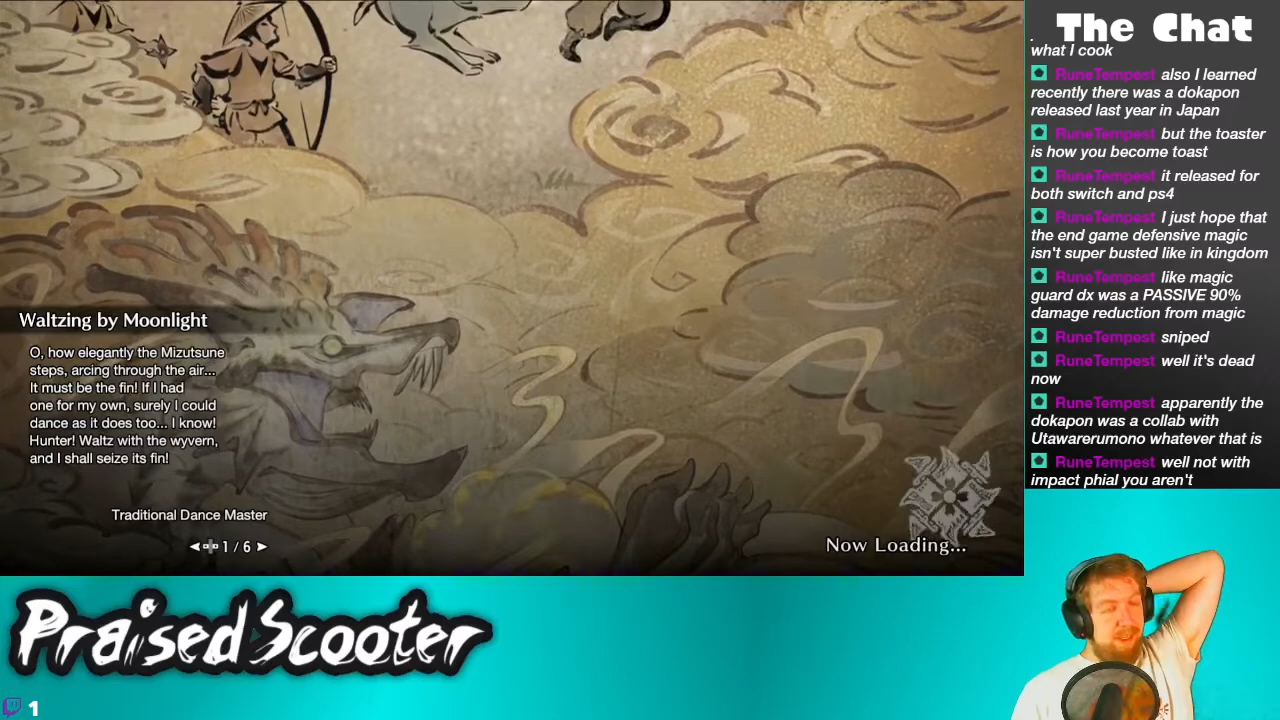 The Chat
what I cook
RuneTempest also I learned
recently there was a dokapon
released last year in Japan
RuneTempest but the toaster
is how you become toast
RuneTempest it released for
both switch and ps4
RuneTempest I just hope that
the end game defensive magic
isn't super busted like in kingdom
RuneTempest like magic
guard dx was a PASSIVE 90%
damage reduction from magic
RuneTempest sniped
RuneTempest well it's dead
now
RuneTempest apparently the
dokapon was a collab with
Utawarerumono whatever that is
RuneTempest well not with
impact phial you aren't
Waltzing by Moonlight
O, how elegantly the Mizutsune
steps, arcing through the air...
It must be the fin! If I had
one for my own, surely I could
dance as it does too... I know!
Hunter! Waltz with the wyvern,
and I shall seize its fin!
Traditional Dance Master
1 / 6
Now Loading...
PraisedScooter
1